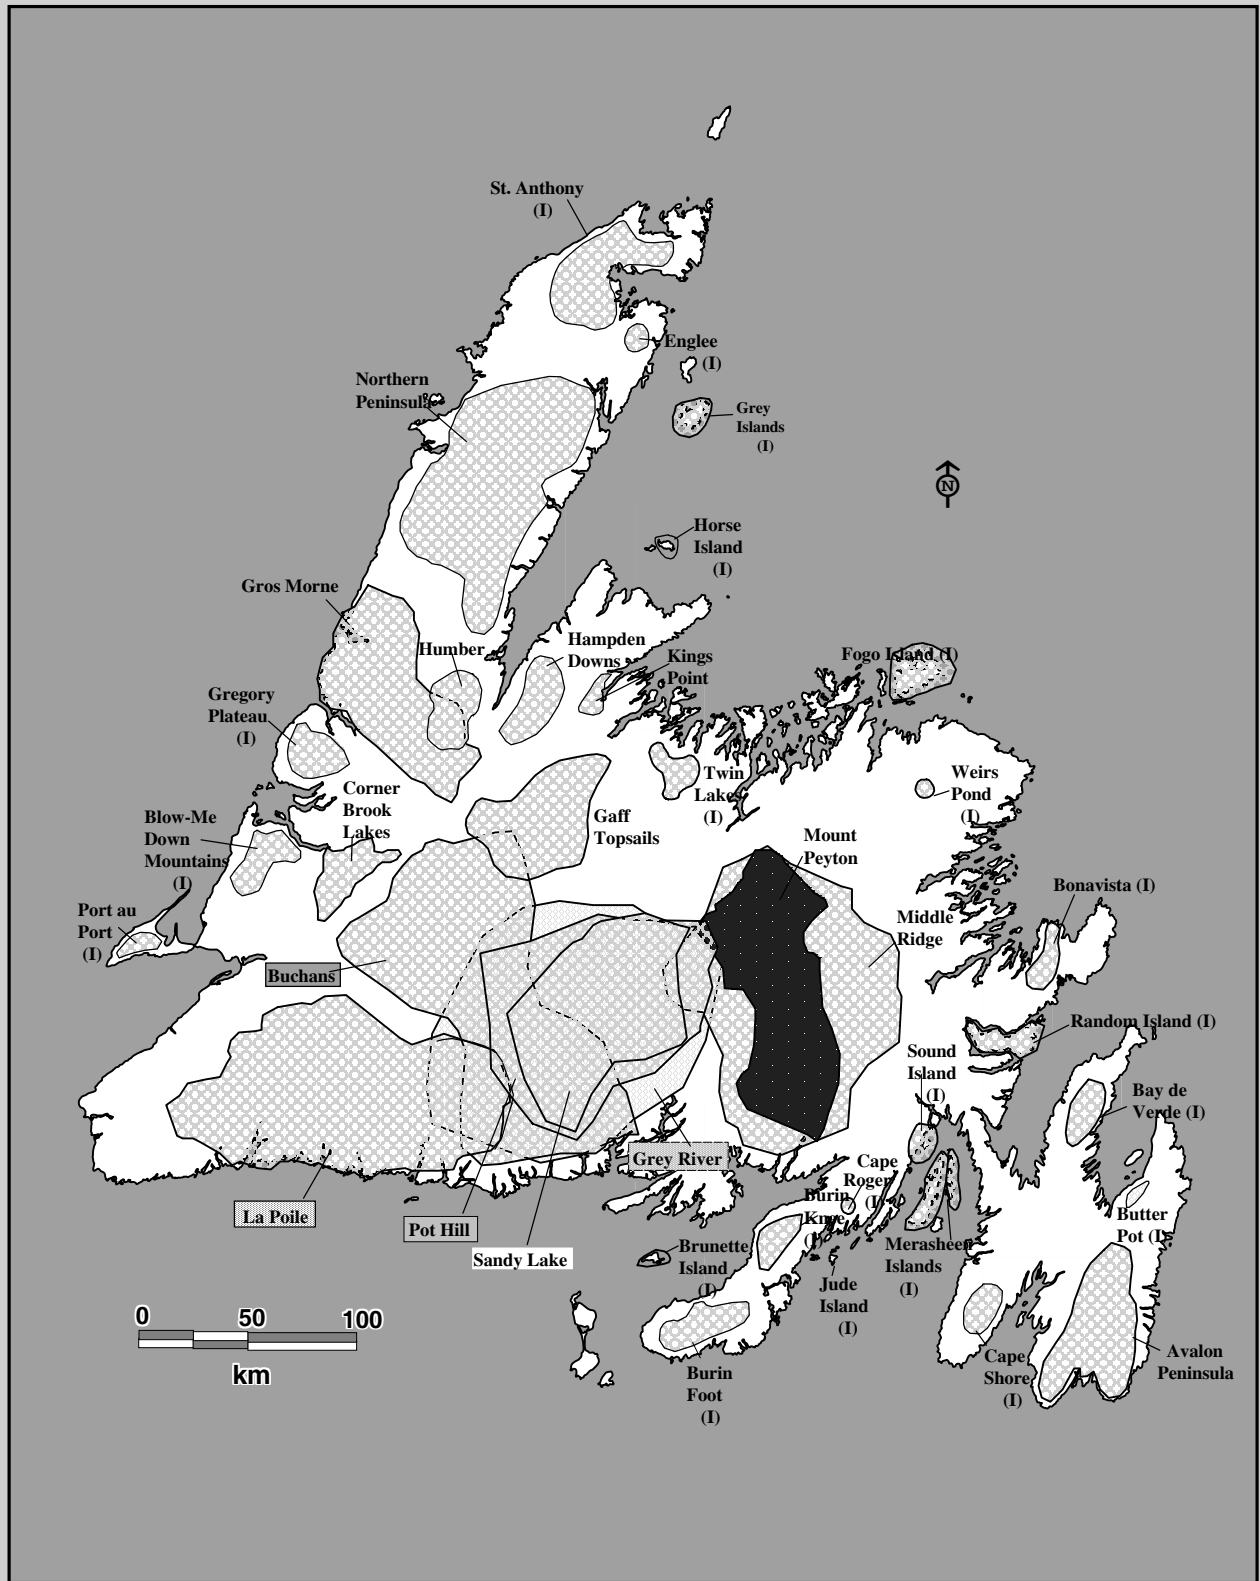 St. Anthony
(I)
Englee
(I)
Northern
Peninsula
Grey
Islands
(I)
N
Horse
Island
(I)
Gros Morne
Humber
Hampden
Downs
Kings
Point
Fogo Island (I)
Gregory
Plateau
(I)
Twin
Lakes
(I)
Weirs
Pond
(I)
Corner
Brook
Lakes
Blow-Me
Down
Mountains
(I)
Gaff
Topsails
Mount
Peyton
Bonavista (I)
Port au
Port
(I)
Middle
Ridge
Buchans
Random Island (I)
Sound
Island
(I)
Bay de
Verde (I)
Grey River
Cape
Roger
(I)
Burin
Knee
(I)
La Poile
Pot Hill
Sandy Lake
Brunette
Island
(I)
Merasheen
Islands
(I)
Butter
Pot (I)
Jude
Island
(I)
0 50 100
km
Burin
Foot
(I)
Cape
Shore
(I)
Avalon
Peninsula